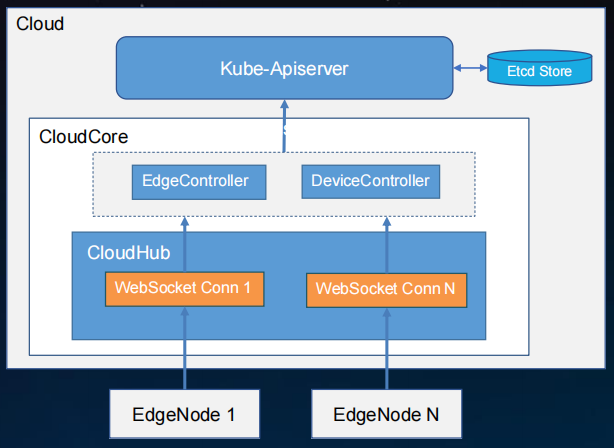 Cloud
Kube-Apiserver
Etcd Store
CloudCore
EdgeController
DeviceController
CloudHub
WebSocket Conn 1
WebSocket Conn N
EdgeNode 1
EdgeNode N